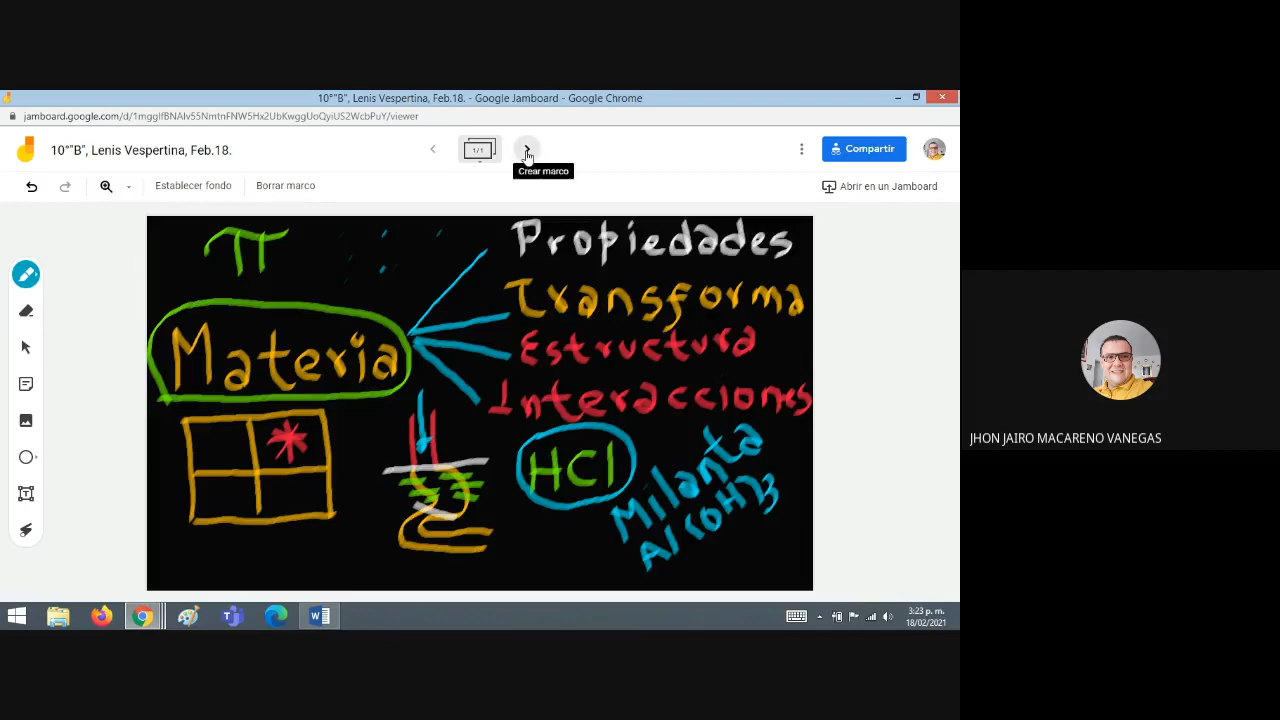 10°"B", Lenis Vespertina, Feb.18. - Google Jamboard - Google Chrome
jamboard.google.com/d/1mggIfBNAIv55NmtnFNW5Hx2UbKwggUoQyiUS2WcbPuY/viewer
10°"B", Lenis Vespertina, Feb.18.
1/1
Compartir
Crear marco
Establecer fondo
Borrar marco
Abrir en un Jamboard
π
Propiedades
Transforma
Materia
Estructura
Interacciones
*
HCl
Milanta
Al(OH)3
JHON JAIRO MACARENO VANEGAS
3:23 p. m.
18/02/2021